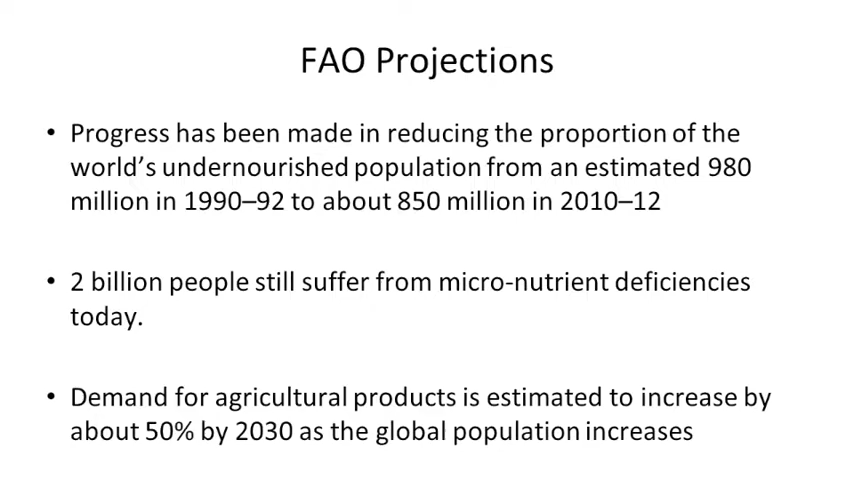 FAO Projections
• Progress has been made in reducing the proportion of the
world’s undernourished population from an estimated 980
million in 1990–92 to about 850 million in 2010–12
• 2 billion people still suffer from micro-nutrient deficiencies
today.
• Demand for agricultural products is estimated to increase by
about 50% by 2030 as the global population increases